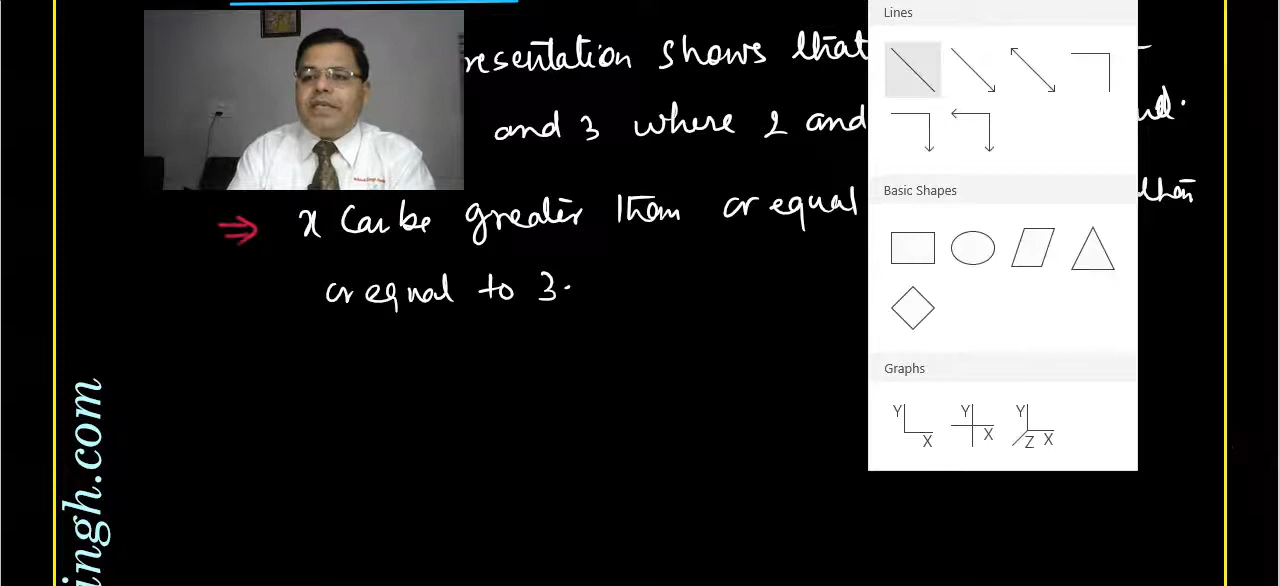 resentation shows that
and 3 where 2 and
x can be greater than or equal than
or equal to 3.
Lines
Basic Shapes
Graphs
Y X Y X Y Z X
ingh.com